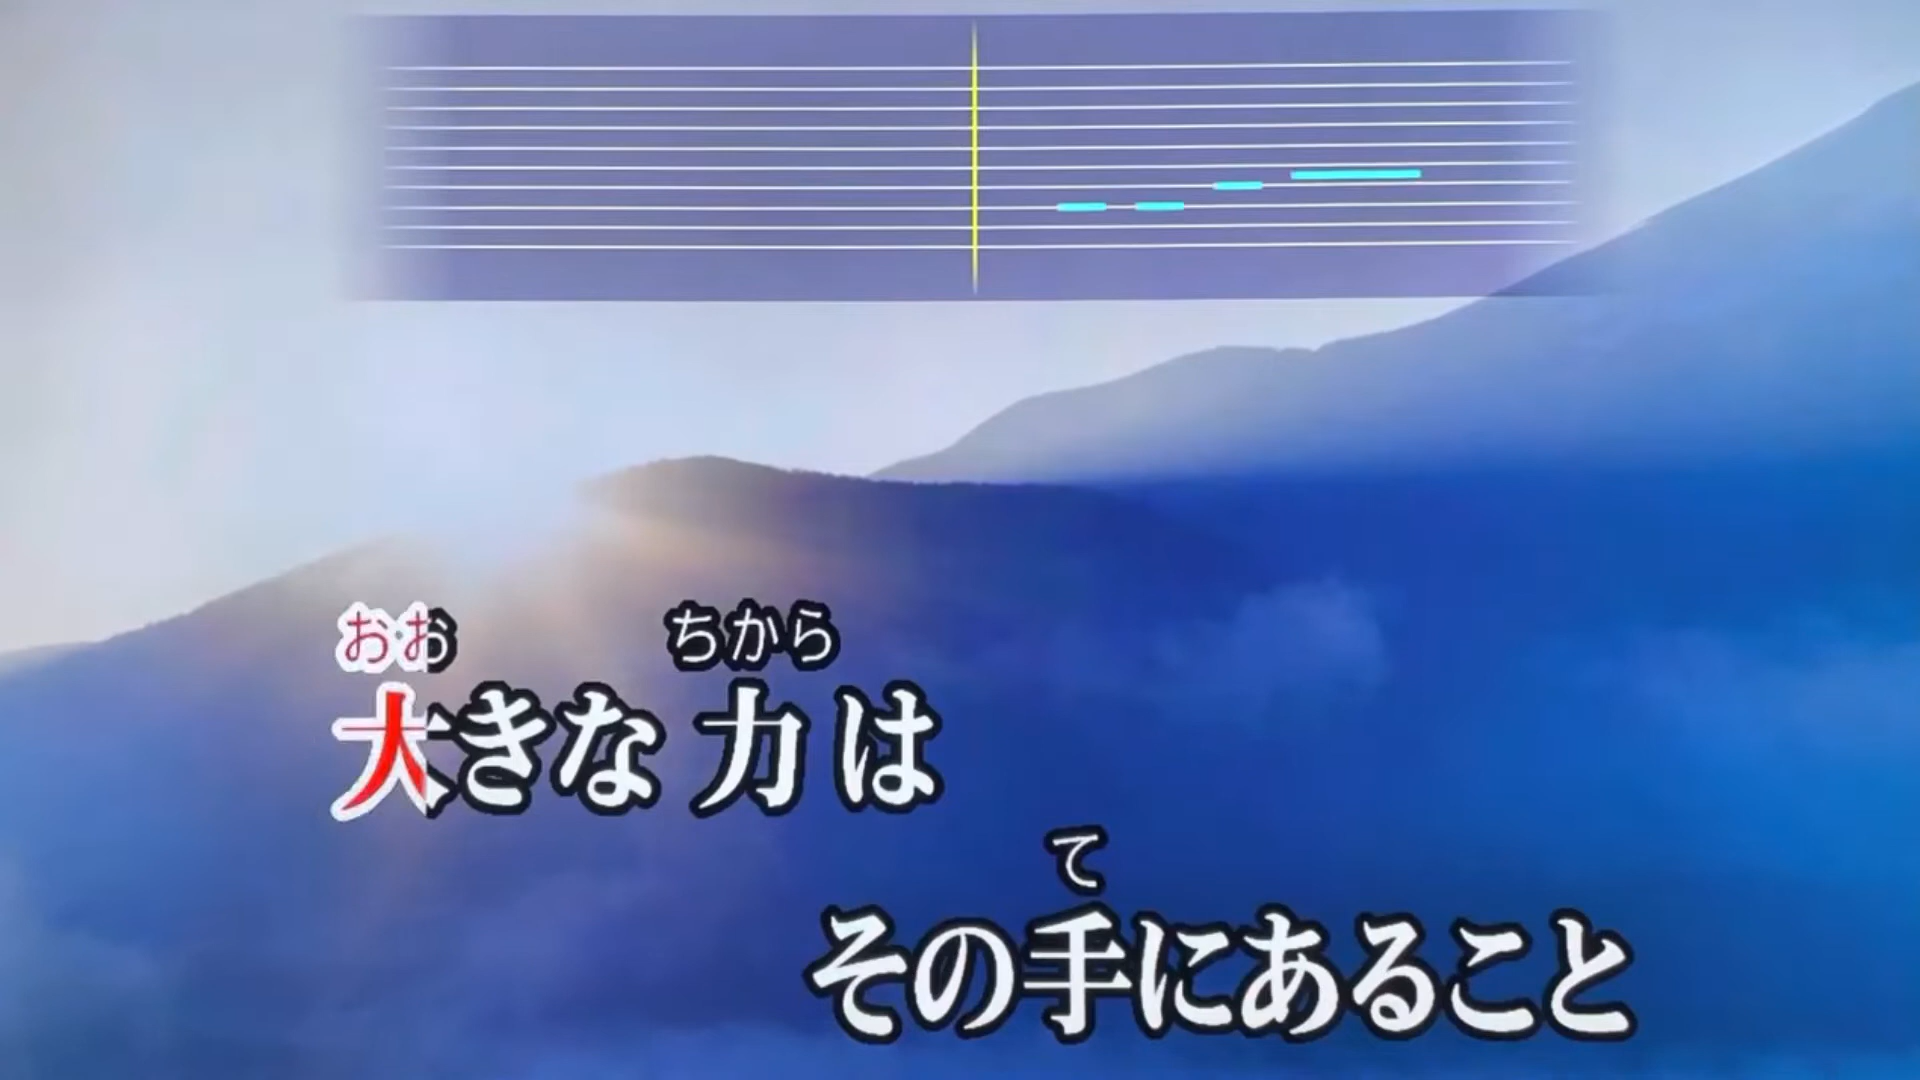 おお ちから
大きな 力 は
て
その手にあること